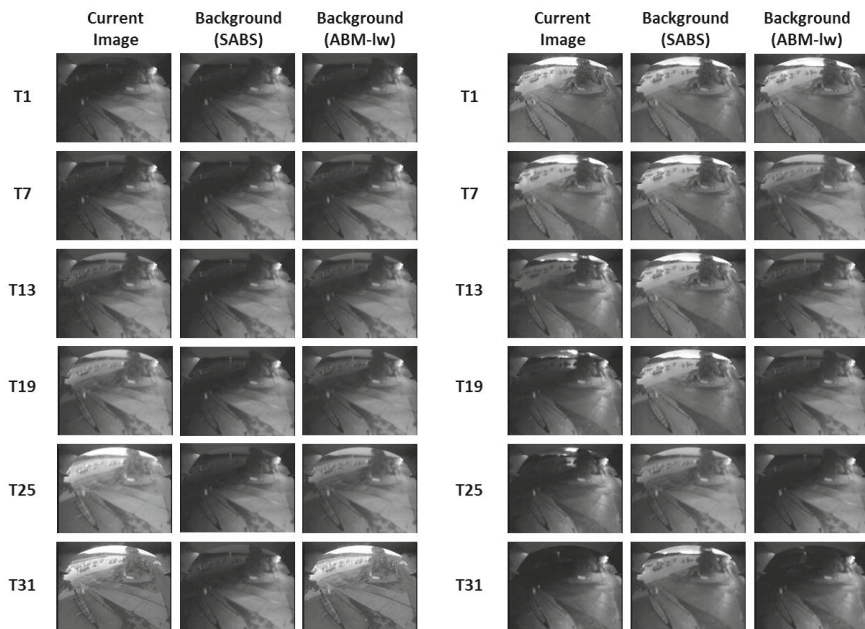 Current Background Background
Image (SABS) (ABM-lw)
T1
T7
T13
T19
T25
T31
Current Background Background
Image (SABS) (ABM-lw)
T1
T7
T13
T19
T25
T31